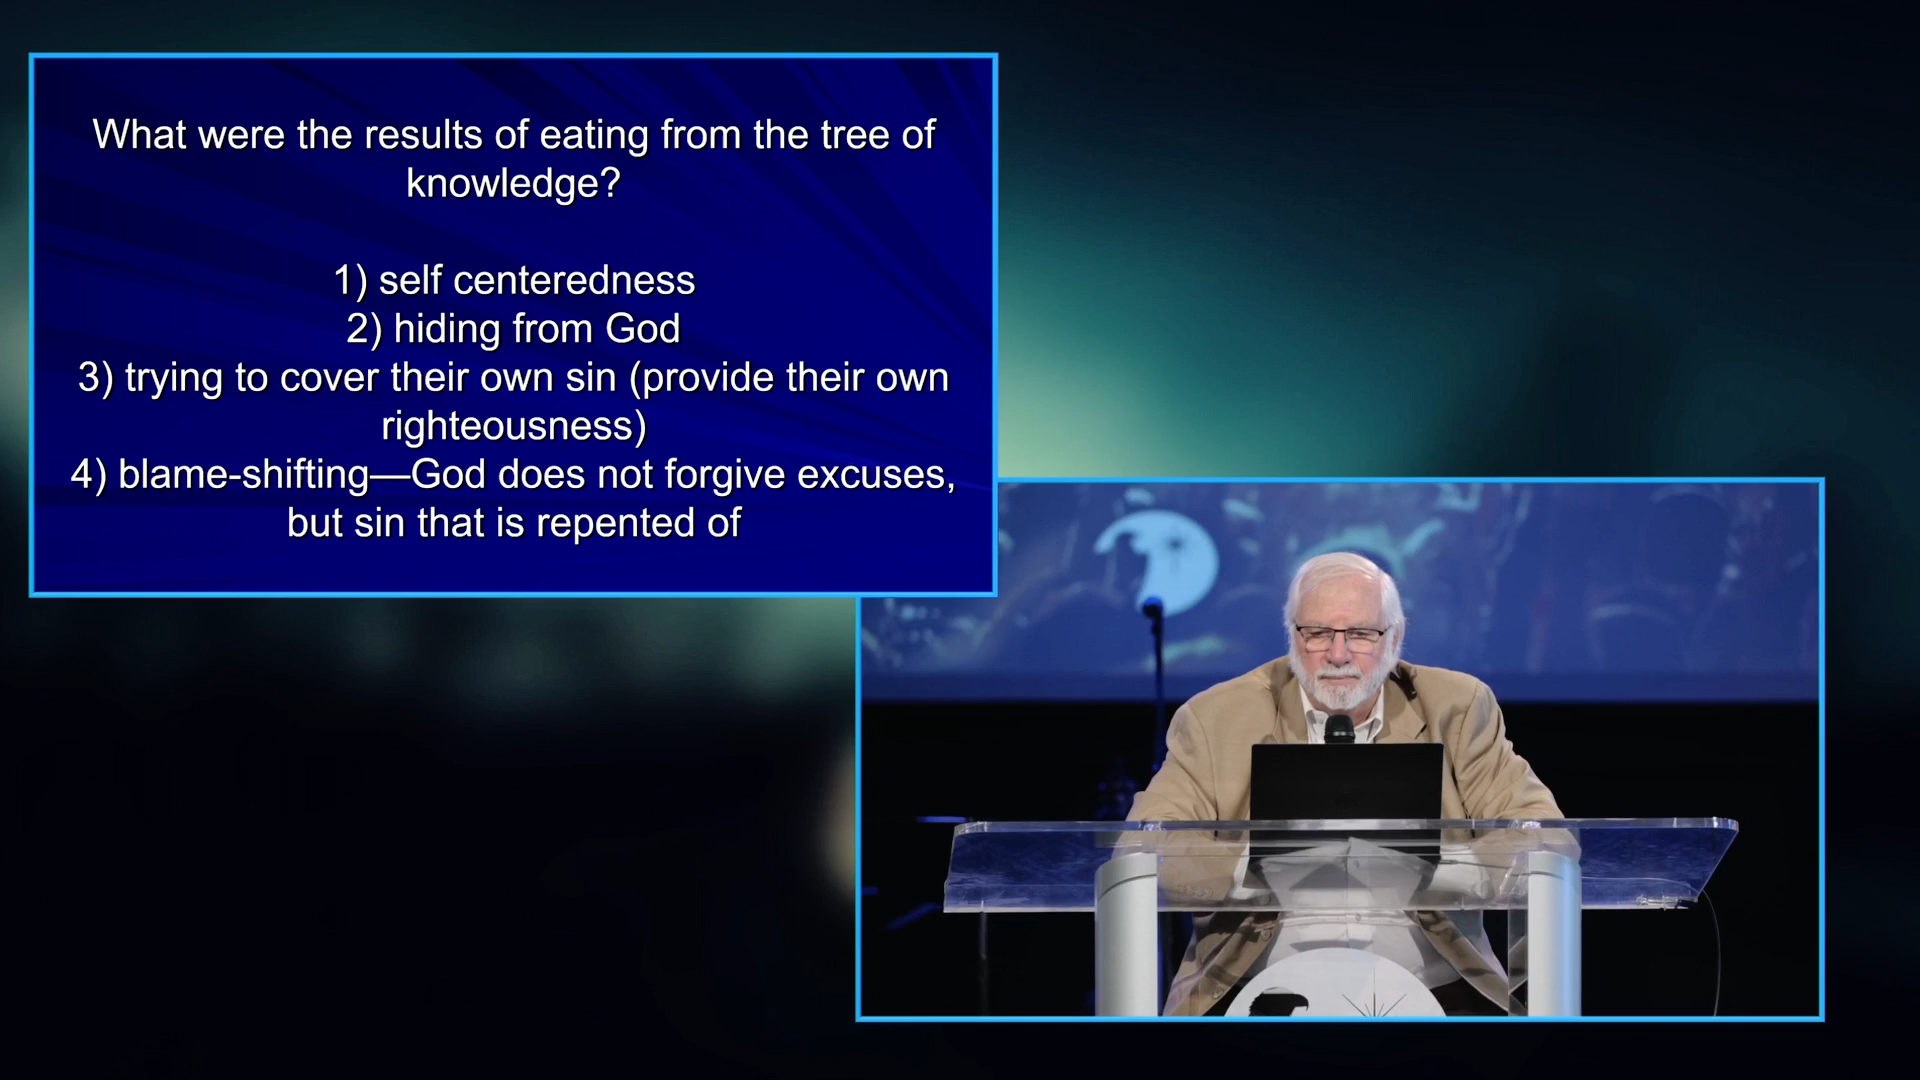 What were the results of eating from the tree of
knowledge?
1) self centeredness
2) hiding from God
3) trying to cover their own sin (provide their own
righteousness)
4) blame-shifting—God does not forgive excuses,
but sin that is repented of